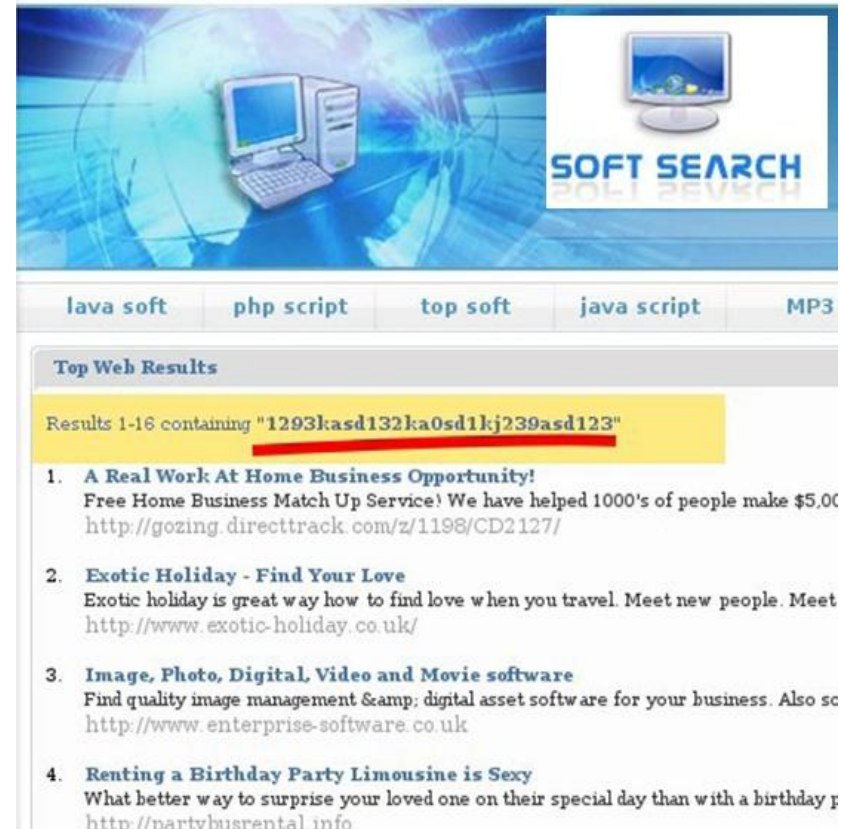 SOFT SEARCH
lava soft php script top soft java script MP3
Top Web Results
Results 1-16 containing "1293kasd132ka0sd1kj239asd123"
1. A Real Work At Home Business Opportunity!
Free Home Business Match Up Service! We have helped 1000's of people make $5,00
http://gozing.directtrack.com/z/1198/CD2127/
2. Exotic Holiday - Find Your Love
Exotic holiday is great way how to find love when you travel. Meet new people. Meet
http://www.exotic-holiday.co.uk/
3. Image, Photo, Digital, Video and Movie software
Find quality image management &amp; digital asset software for your business. Also sc
http://www.enterprise-software.co.uk
4. Renting a Birthday Party Limousine is Sexy
What better way to surprise your loved one on their special day than with a birthday p
http://partybusrental.info